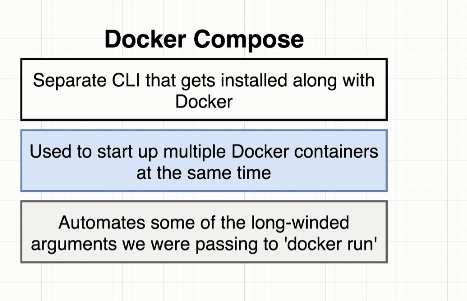 Docker Compose
Separate CLI that gets installed along with
Docker
Used to start up multiple Docker containers
at the same time
Automates some of the long-winded
arguments we were passing to 'docker run'